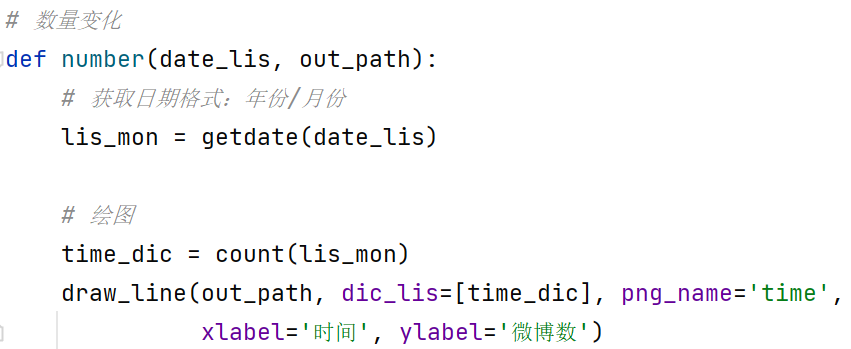 # 数量变化
def number(date_lis, out_path):
    # 获取日期格式：年份/月份
    lis_mon = getdate(date_lis)

    # 绘图
    time_dic = count(lis_mon)
    draw_line(out_path, dic_lis=[time_dic], png_name='time',
              xlabel='时间', ylabel='微博数')